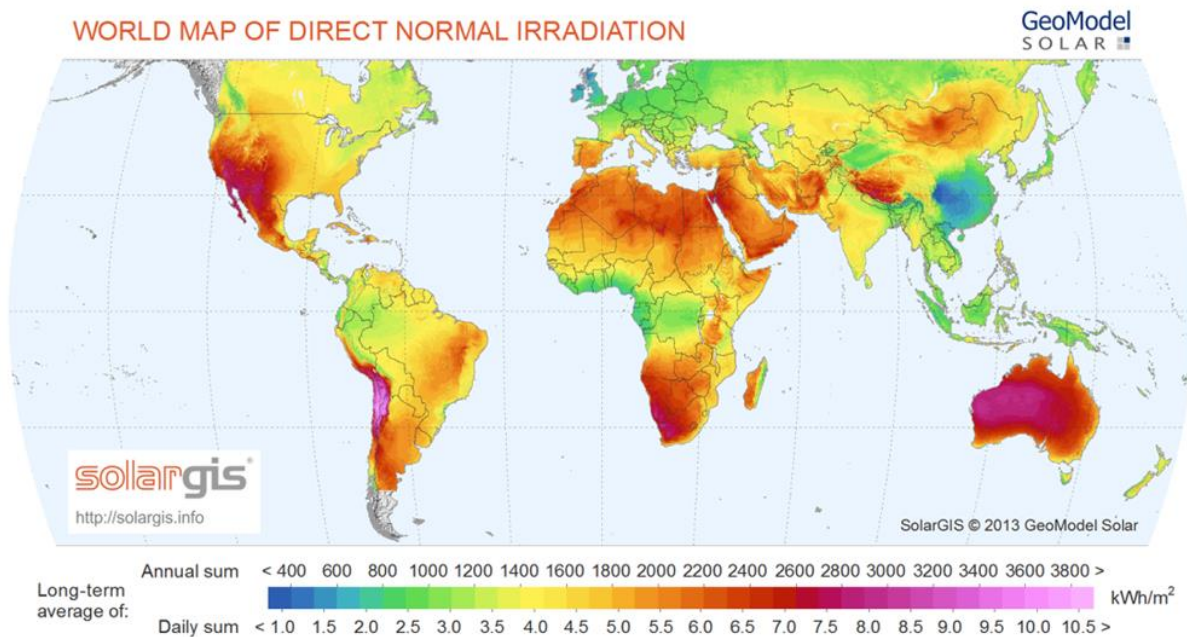 WORLD MAP OF DIRECT NORMAL IRRADIATION
GeoModel
SOLAR
solargis
http://solargis.info
SolarGIS © 2013 GeoModel Solar
Annual sum < 400 600 800 1000 1200 1400 1600 1800 2000 2200 2400 2600 2800 3000 3200 3400 3600 3800 >
Long-term
average of:
kWh/m²
Daily sum < 1.0 1.5 2.0 2.5 3.0 3.5 4.0 4.5 5.0 5.5 6.0 6.5 7.0 7.5 8.0 8.5 9.0 9.5 10.0 10.5 >